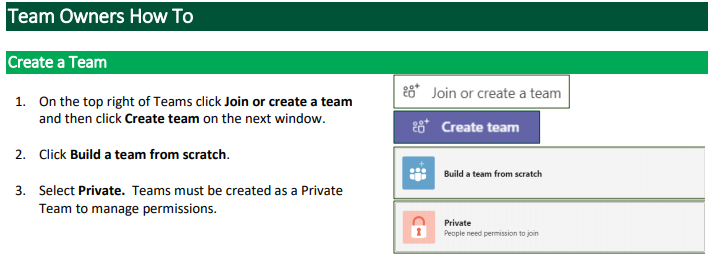 Team Owners How To
Create a Team
1. On the top right of Teams click Join or create a team
and then click Create team on the next window.
2. Click Build a team from scratch.
3. Select Private. Teams must be created as a Private
Team to manage permissions.
Join or create a team
Create team
Build a team from scratch
Private
People need permission to join